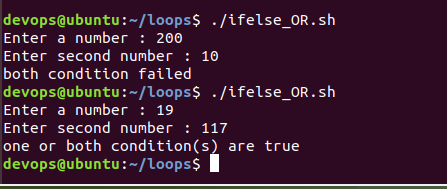 devops@ubuntu:~/loops$ ./ifelse_OR.sh
Enter a number : 200
Enter second number : 10
both condition failed
devops@ubuntu:~/loops$ ./ifelse_OR.sh
Enter a number : 19
Enter second number : 117
one or both condition(s) are true
devops@ubuntu:~/loops$